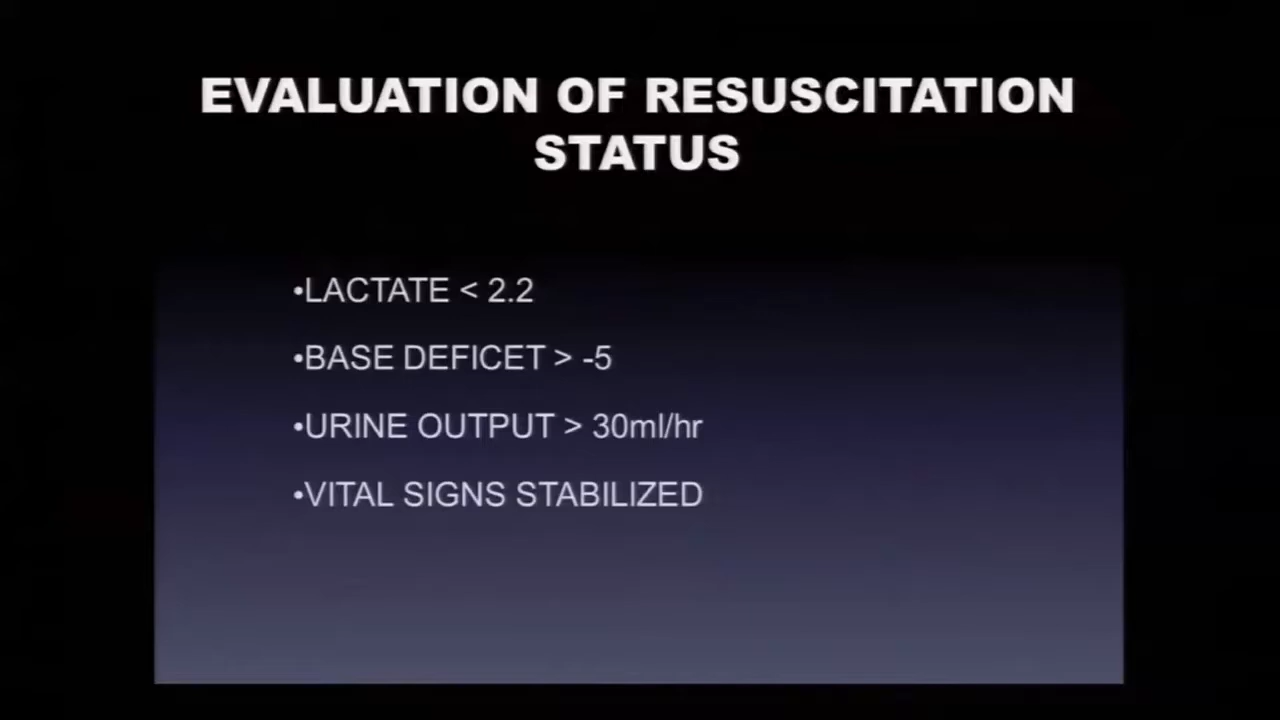 EVALUATION OF RESUSCITATION
STATUS
•LACTATE < 2.2
•BASE DEFICET > -5
•URINE OUTPUT > 30ml/hr
•VITAL SIGNS STABILIZED